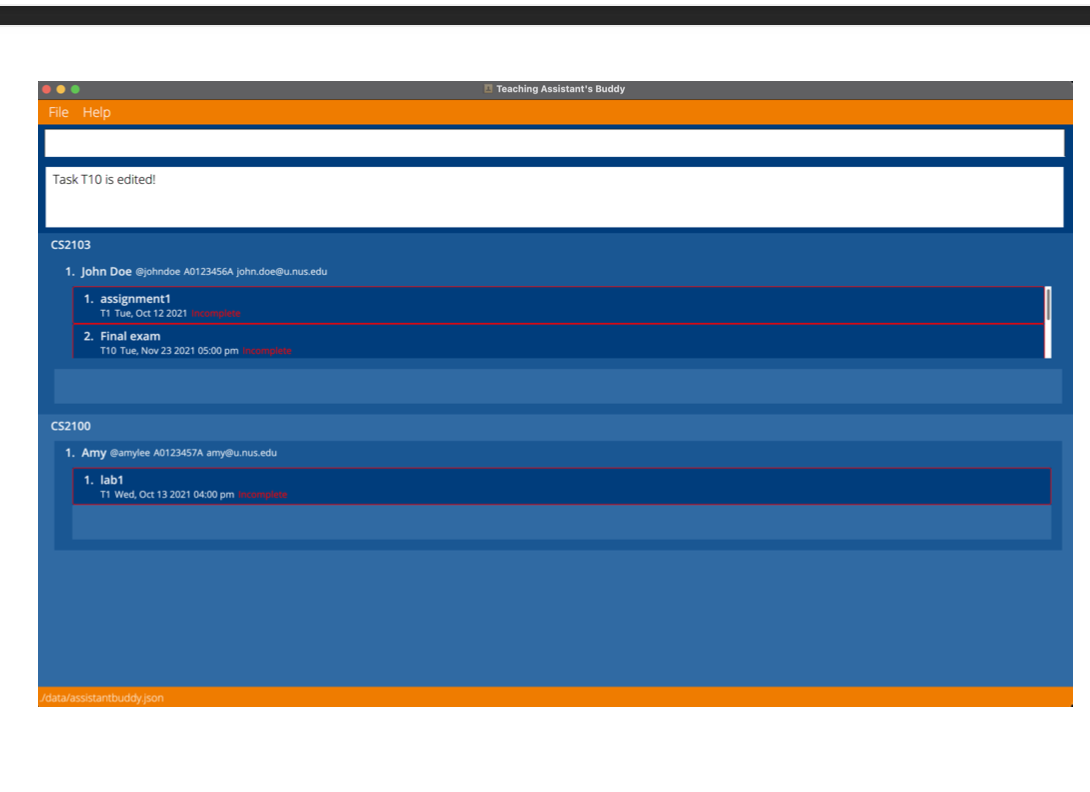 Teaching Assistant's Buddy
File Help
Task T10 is edited!
CS2103
1. John Doe @johndoe A0123456A john.doe@u.nus.edu
1. assignment1
T1 Tue, Oct 12 2021 Incomplete
2. Final exam
T10 Tue, Nov 23 2021 05:00 pm Incomplete
CS2100
1. Amy @amylee A0123457A amy@u.nus.edu
1. lab1
T1 Wed, Oct 13 2021 04:00 pm Incomplete
./data/assistantbuddy.json